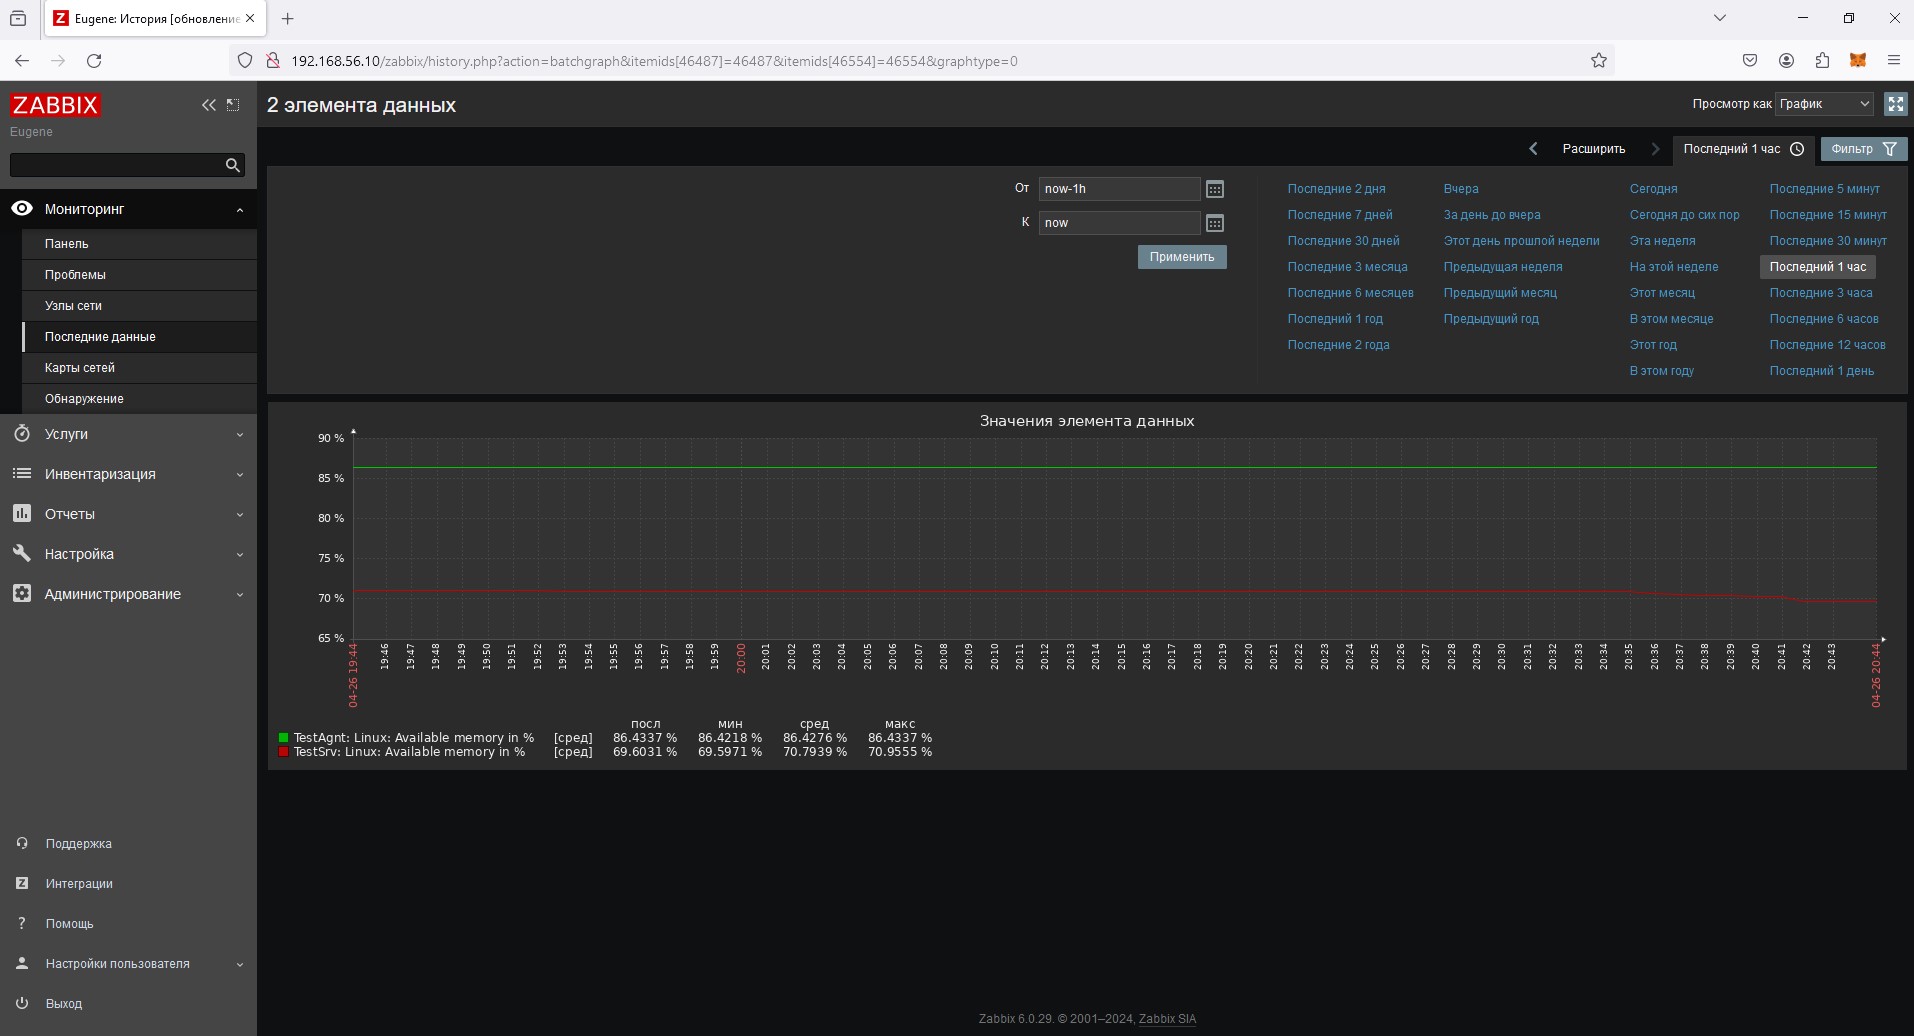 Eugene: История [обновление
192.168.56.10/zabbix/history.php?action=batchgraph&itemids[46487]=46487&itemids[46554]=46554&graphtype=0
ZABBIX
Eugene
Мониторинг
Панель
Проблемы
Узлы сети
Последние данные
Карты сетей
Обнаружение
Услуги
Инвентаризация
Отчеты
Настройка
Администрирование
Поддержка
Интеграции
Помощь
Настройки пользователя
Выход
2 элемента данных
Просмотр как График
Расширить Последний 1 час Фильтр
От now-1h
К now
Применить
Последние 2 дня Вчера Сегодня Последние 5 минут
Последние 7 дней За день до вчера Сегодня до сих пор Последние 15 минут
Последние 30 дней Этот день прошлой недели Эта неделя Последние 30 минут
Последние 3 месяца Предыдущая неделя На этой неделе Последний 1 час
Последние 6 месяцев Предыдущий месяц Этот месяц Последние 3 часа
Последний 1 год Предыдущий год В этом месяце Последние 6 часов
Последние 2 года Этот год Последние 12 часов
В этом году Последний 1 день
Значения элемента данных
90 %
85 %
80 %
75 %
70 %
65 %
04-26 19:44 19:46 19:47 19:48 19:49 19:50 19:51 19:52 19:53 19:54 19:55 19:56 19:57 19:58 19:59 20:00 20:01 20:02 20:03 20:04 20:05 20:06 20:07 20:08 20:09 20:10 20:11 20:12 20:13 20:14 20:15 20:16 20:17 20:18 20:19 20:20 20:21 20:22 20:23 20:24 20:25 20:26 20:27 20:28 20:29 20:30 20:31 20:32 20:33 20:34 20:35 20:36 20:37 20:38 20:39 20:40 20:41 20:42 20:43 04-26 20:44
посл мин сред макс
TestAgnt: Linux: Available memory in % [сред] 86.4337 % 86.4218 % 86.4276 % 86.4337 %
TestSrv: Linux: Available memory in % [сред] 69.6031 % 69.5971 % 70.7939 % 70.9555 %
Zabbix 6.0.29. © 2001–2024, Zabbix SIA